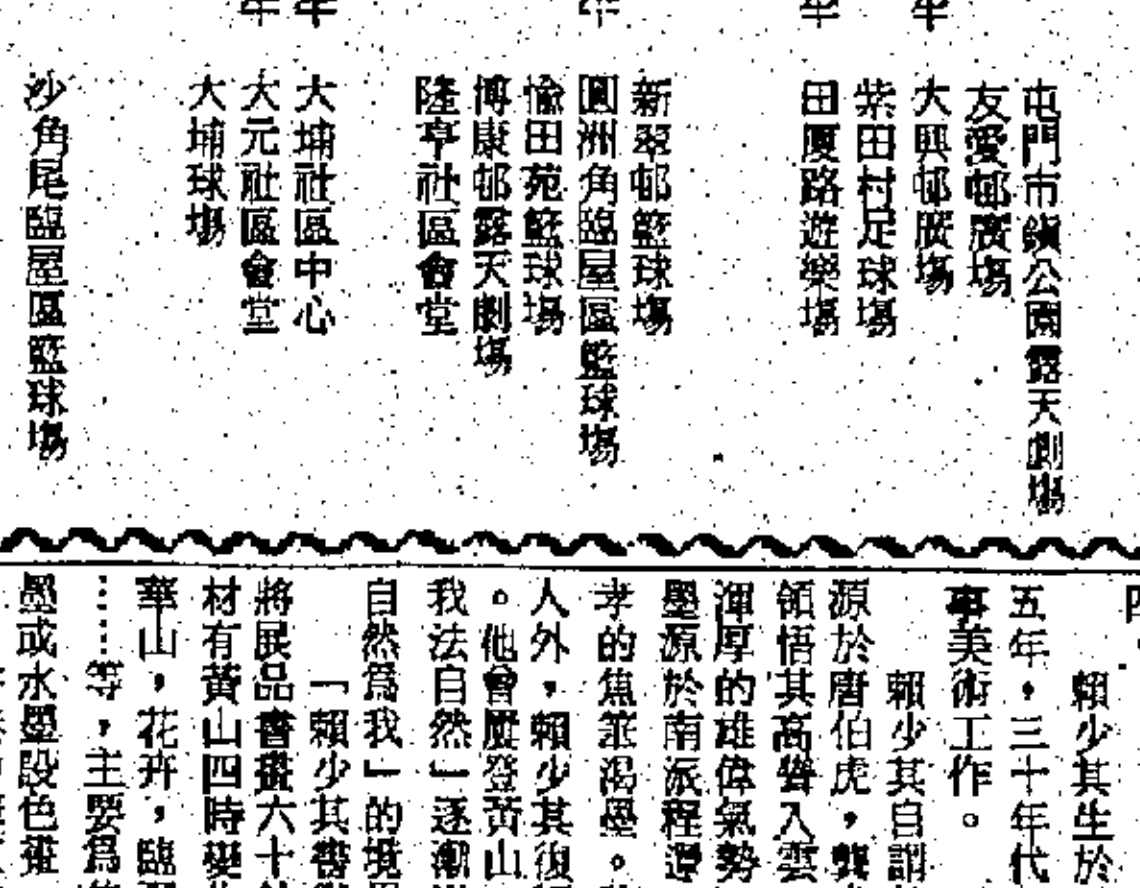 屯門市鎮公園露天劇場
友愛邨廣場
大興邨廣場
紫田村足球場
田厦路遊樂場
新翠邨籃球場
圓洲角臨屋區籃球場
愉田苑籃球場
博康邨露天劇場
隆亨社區會堂
大埔社區中心
大元社區會堂
大埔球場
沙角尾臨屋區籃球場
賴少其生於
五年,三十年代
事美術工作。
賴少其自謂
源於唐伯虎,龔
領悟其高聳入雲
渾厚的雄偉氣勢
墨源於南派程邃
孝的焦筆渴墨。
人外,賴少其復
。他曾屢登黃山
我法自然」逐漸
自然爲我」的境
「賴少其書
將展品書畫六十
材有黃山四時變
華山,花卉,臨
⋯⋯等,主要爲
墨或水墨設色